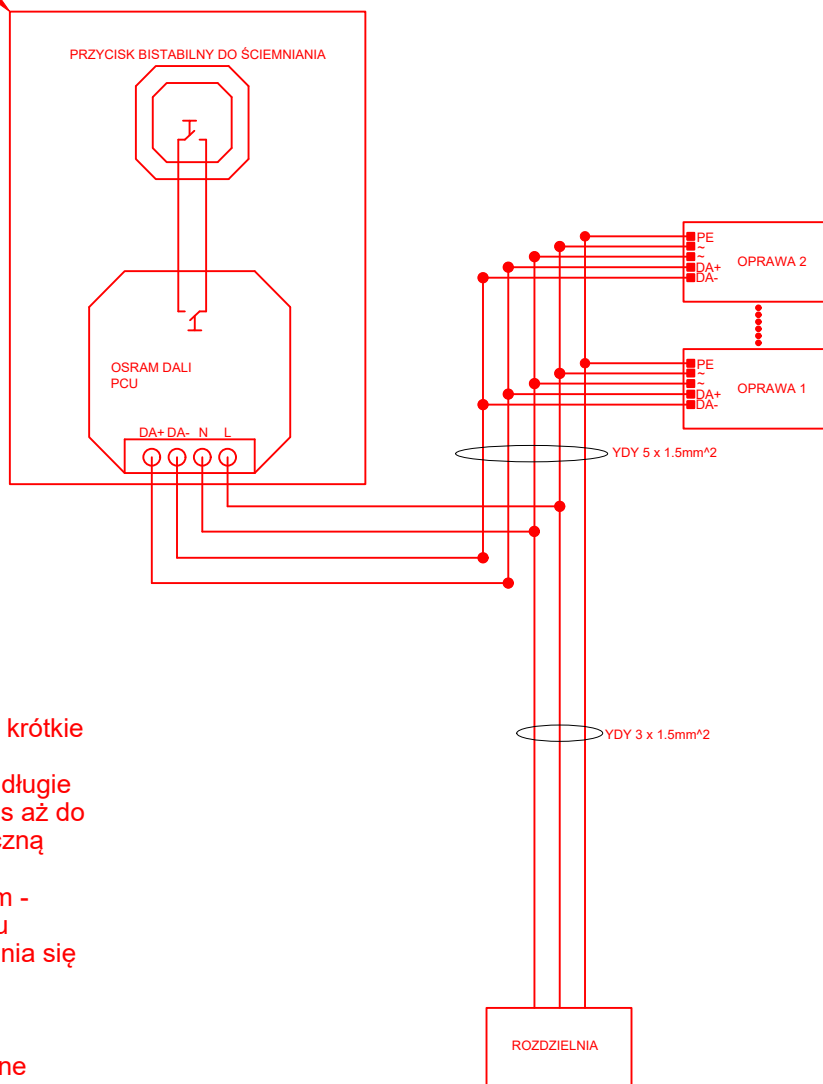 PRZYCISK BISTABILNY DO ŚCIEMNIANIA
OSRAM DALI
PCU
DA+ DA- N L
PE
~
~
DA+
DA-
OPRAWA 2
PE
~
~
DA+
DA-
OPRAWA 1
YDY 5 x 1.5mm^2
YDY 3 x 1.5mm^2
krótkie
długie
s aż do
czną
m -
u
nia się
ne
ROZDZIELNIA